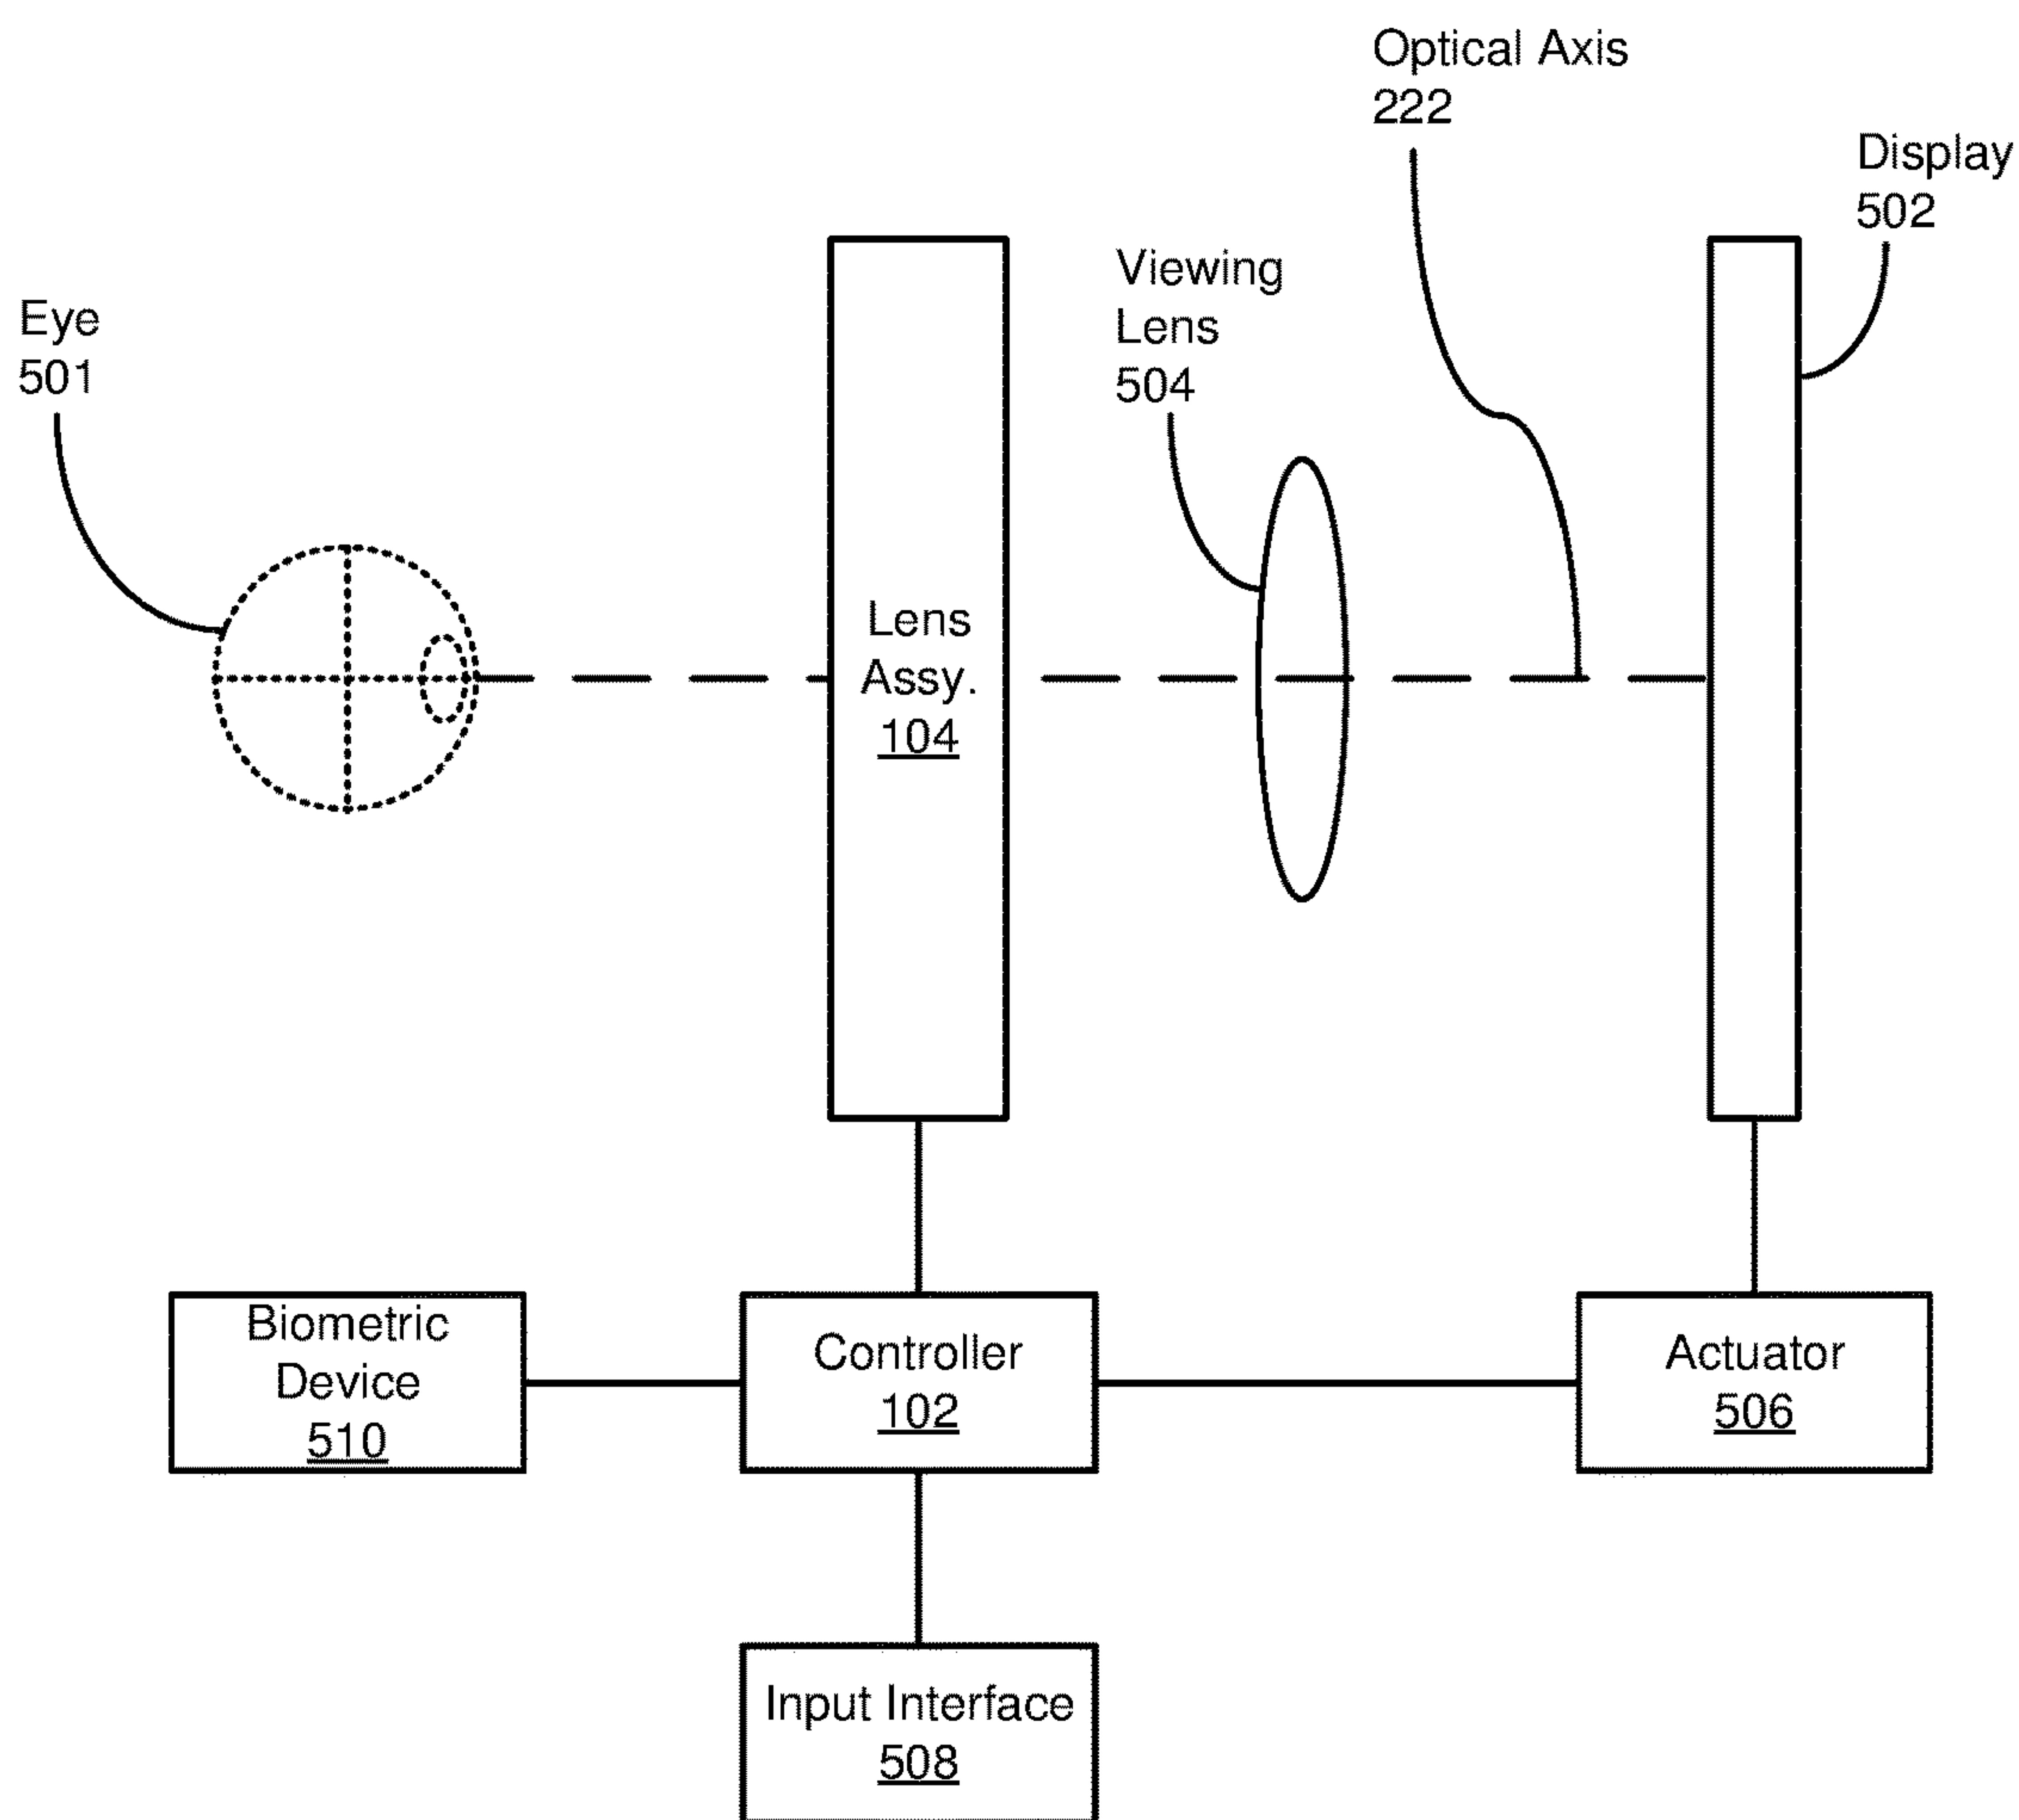 Optical Axis
222
Display
502
Viewing
Lens
504
Eye
501
Lens
Assy.
104
Biometric
Device
510
Controller
102
Actuator
506
Input Interface
508